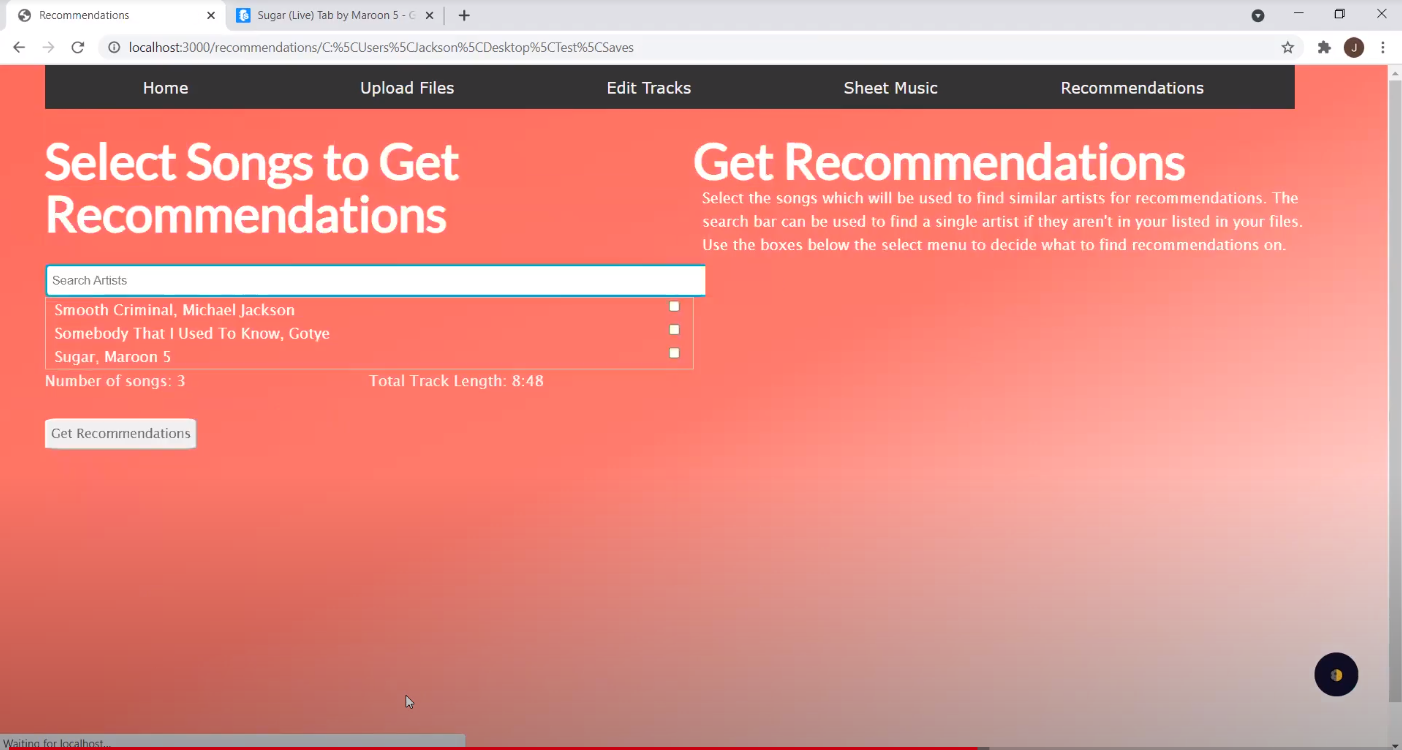 Recommendations
Sugar (Live) Tab by Maroon 5 - G
localhost:3000/recommendations/C:%5CUsers%5CJackson%5CDesktop%5CTest%5CSaves
J
Home Upload Files Edit Tracks Sheet Music Recommendations
Select Songs to Get
Recommendations
Search Artists
Smooth Criminal, Michael Jackson
Somebody That I Used To Know, Gotye
Sugar, Maroon 5
Number of songs: 3 Total Track Length: 8:48
Get Recommendations
Get Recommendations
Select the songs which will be used to find similar artists for recommendations. The
search bar can be used to find a single artist if they aren't in your listed in your files.
Use the boxes below the select menu to decide what to find recommendations on.
Waiting for localhost...